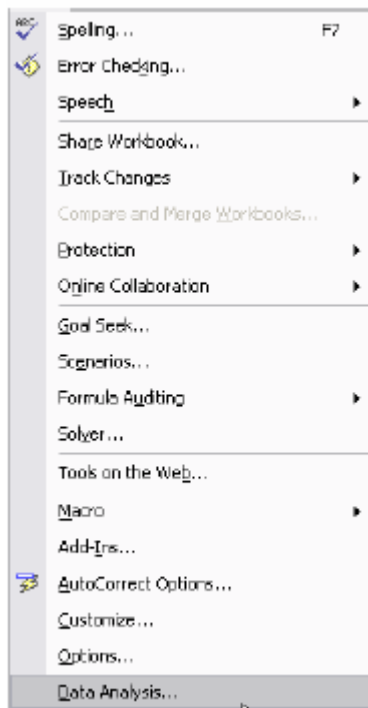 ABC
Spelling... F7
Error Checking...
Speech
Share Workbook...
Track Changes
Compare and Merge Workbooks...
Protection
Online Collaboration
Goal Seek...
Scenarios...
Formula Auditing
Solver...
Tools on the Web...
Macro
Add-Ins...
AutoCorrect Options...
Customize...
Options...
Data Analysis...